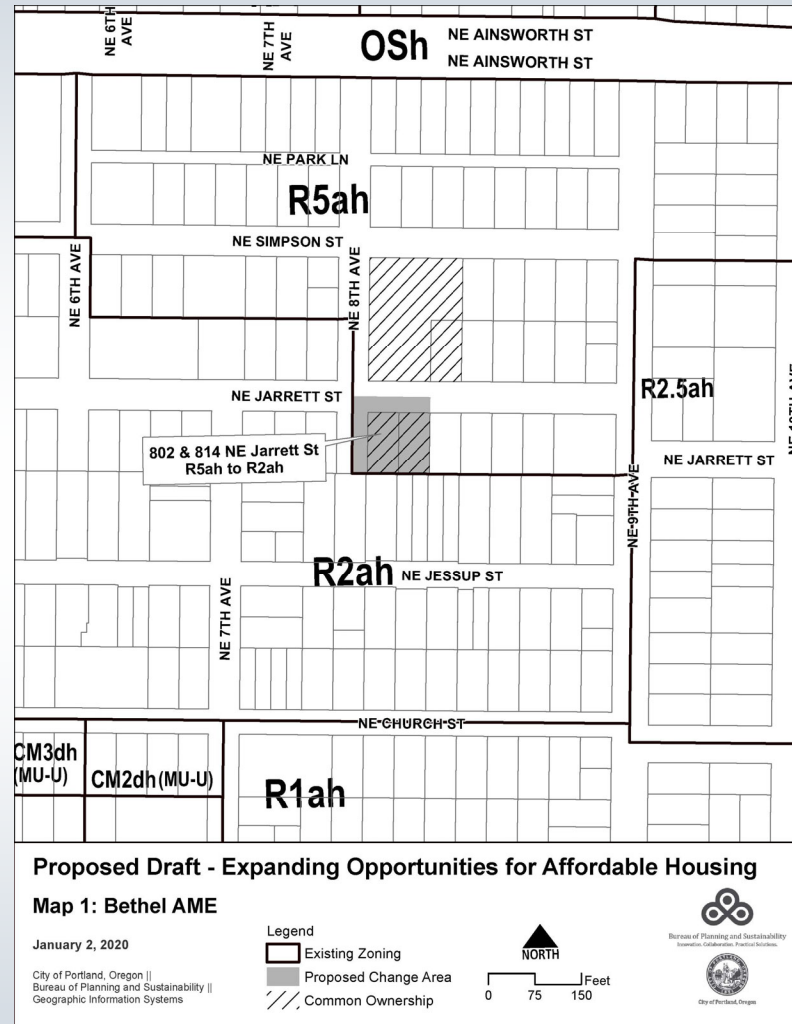 NE 6TH
AVE
NE 7TH
AVE
OSh
NE AINSWORTH ST
NE AINSWORTH ST
NE PARK LN
R5ah
NE SIMPSON ST
NE 6TH AVE
NE 8TH AVE
NE JARRETT ST
R2.5ah
NE 10TH AVE
802 & 814 NE Jarrett St
R5ah to R2ah
NE JARRETT ST
NE 9TH AVE
R2ah
NE JESSUP ST
NE 7TH AVE
NE CHURCH ST
CM3dh
(MU-U)
CM2dh (MU-U)
R1ah
Proposed Draft - Expanding Opportunities for Affordable Housing
Map 1: Bethel AME
January 2, 2020
City of Portland, Oregon ||
Bureau of Planning and Sustainability ||
Geographic Information Systems
Legend
Existing Zoning
Proposed Change Area
Common Ownership
NORTH
Feet
0 75 150
Bureau of Planning and Sustainability
Innovation. Collaboration. Practical Solutions.
City of Portland, Oregon